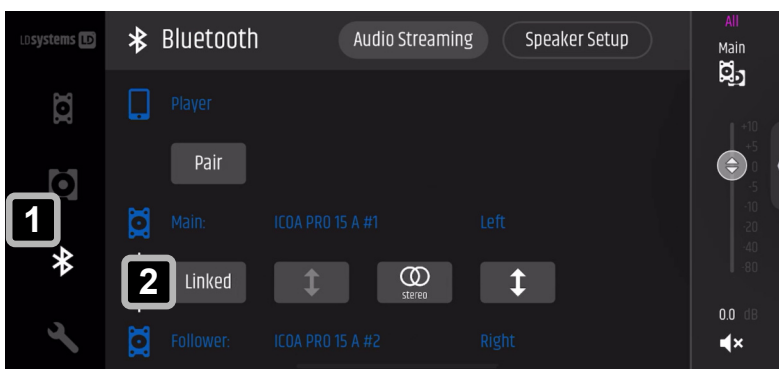 LDsystems LD
Bluetooth
Audio Streaming
Speaker Setup
All
Main
Player
Pair
+10
+5
0
-5
-10
-20
-40
-80
1
Main:
ICOA PRO 15 A #1
Left
2
Linked
stereo
0.0 dB
Follower:
ICOA PRO 15 A #2
Right